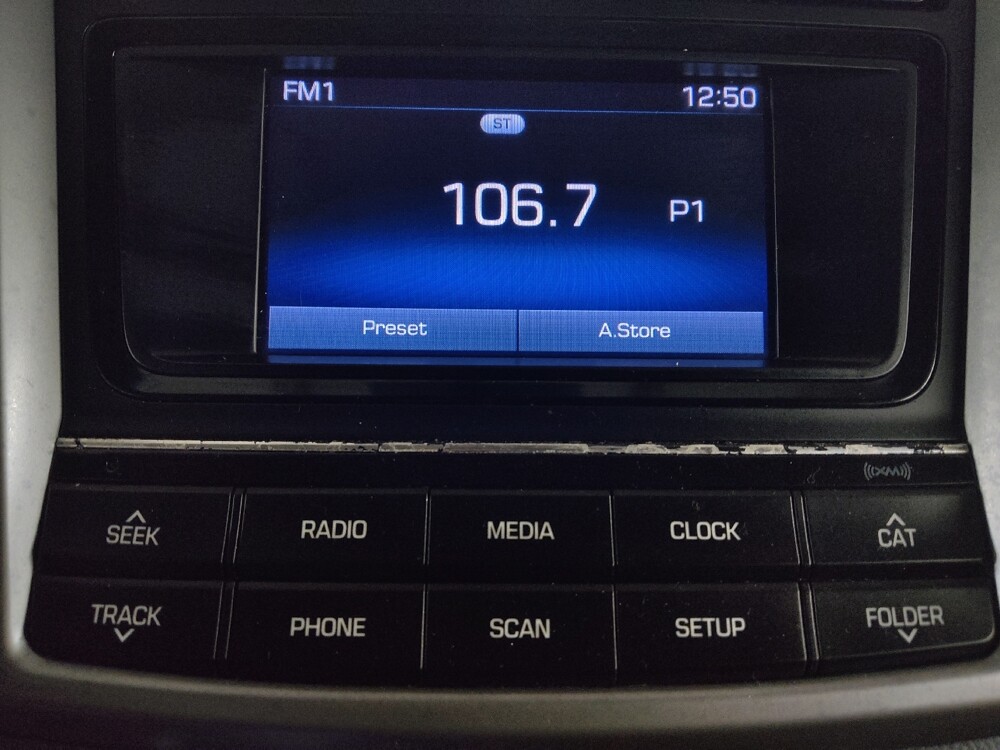 FM1 12:50
ST
106.7 P1
Preset A.Store
((XM))
SEEK RADIO MEDIA CLOCK CAT
TRACK PHONE SCAN SETUP FOLDER